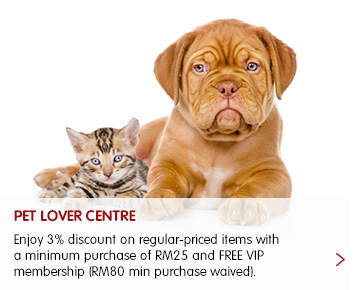 PET LOVER CENTRE
Enjoy 3% discount on regular-priced items with
a minimum purchase of RM25 and FREE VIP
membership (RM80 min purchase waived).